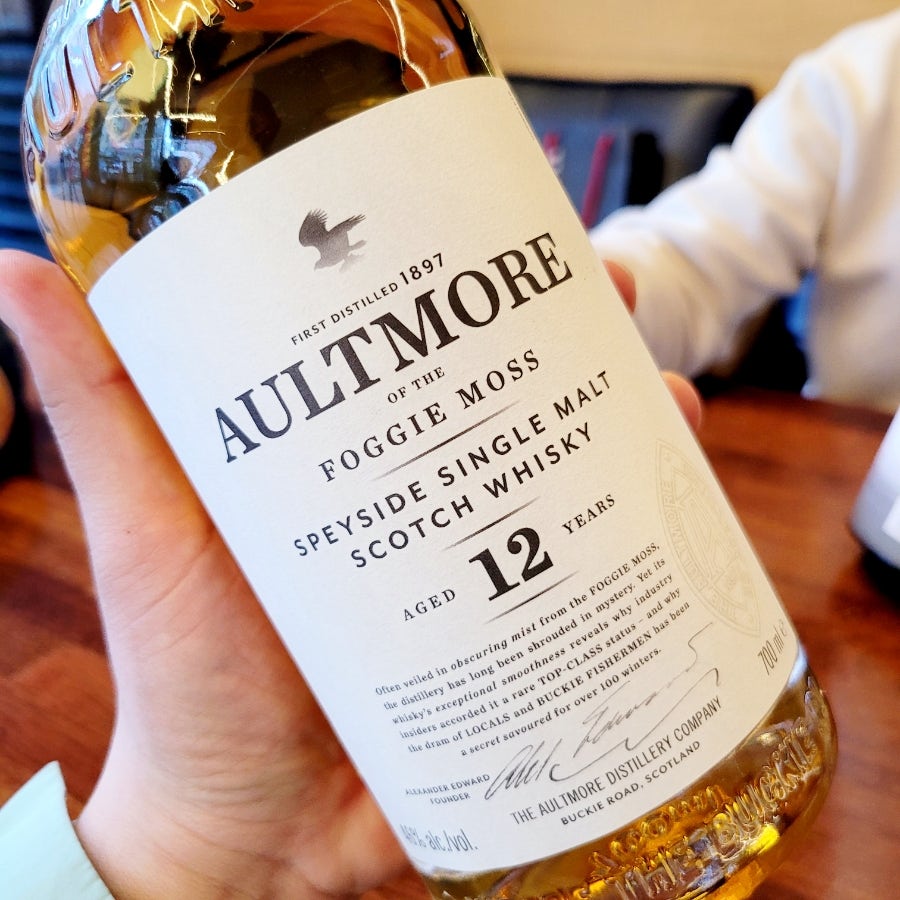 FIRST DISTILLED 1897
AULTMORE
OF THE
FOGGIE MOSS
SPEYSIDE SINGLE MALT
SCOTCH WHISKY
AGED 12 YEARS
Often veiled in obscuring mist from the FOGGIE MOSS,
the distillery has long been shrouded in mystery. Yet its
whisky's exceptional smoothness reveals why industry
insiders accorded it a rare TOP-CLASS status – and why
the dram of LOCALS and BUCKIE FISHERMEN has been
a secret savoured for over 100 winters.
ALEXANDER EDWARD
FOUNDER
THE AULTMORE DISTILLERY COMPANY
BUCKIE ROAD, SCOTLAND
46% alc./vol.
700 ml e